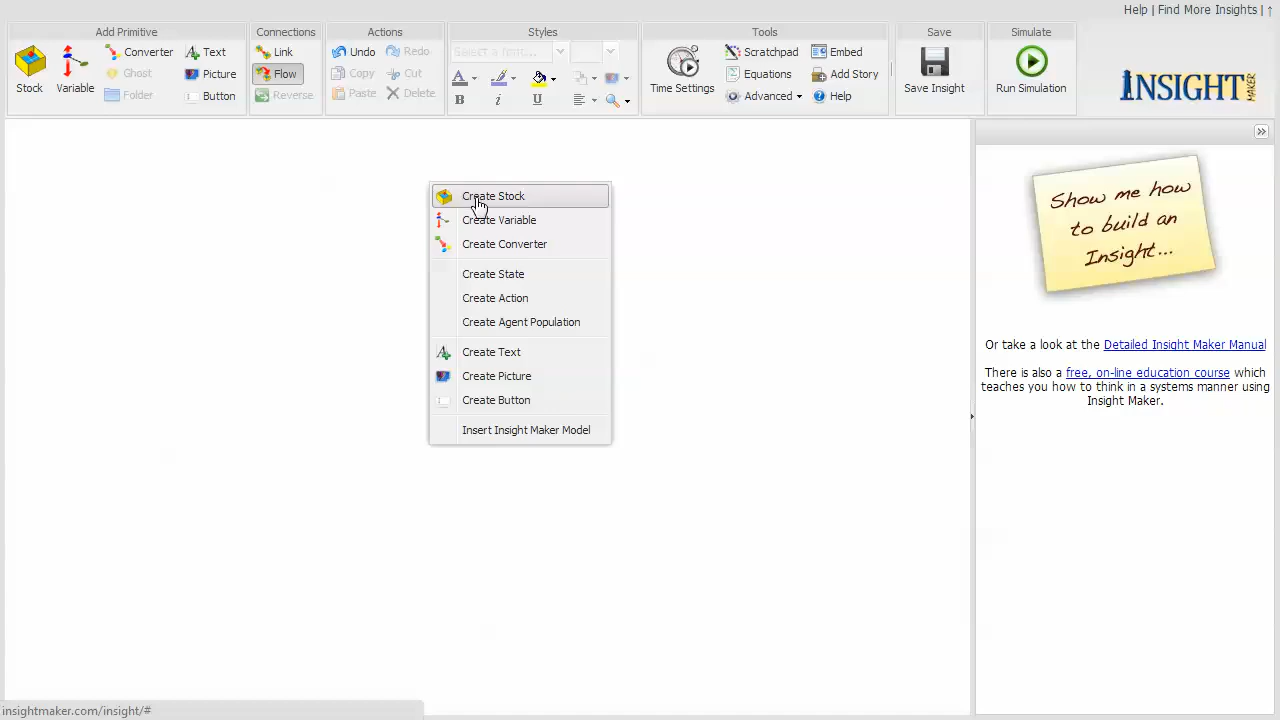 Help | Find More Insights | ↑
Add Primitive
Connections
Actions
Styles
Tools
Save
Simulate
Stock
Variable
Converter
Ghost
Folder
Text
Picture
Button
Link
Flow
Reverse
Undo
Redo
Copy
Cut
Paste
Delete
Select a font...
A
B
i
U
Time Settings
Scratchpad
Equations
Advanced
Embed
Add Story
Help
Save Insight
Run Simulation
INSIGHT
MAKER
Create Stock
Create Variable
Create Converter
Create State
Create Action
Create Agent Population
Create Text
Create Picture
Create Button
Insert Insight Maker Model
Show me how
to build an
Insight...
Or take a look at the Detailed Insight Maker Manual
There is also a free, on-line education course which
teaches you how to think in a systems manner using
Insight Maker.
insightmaker.com/insight/#